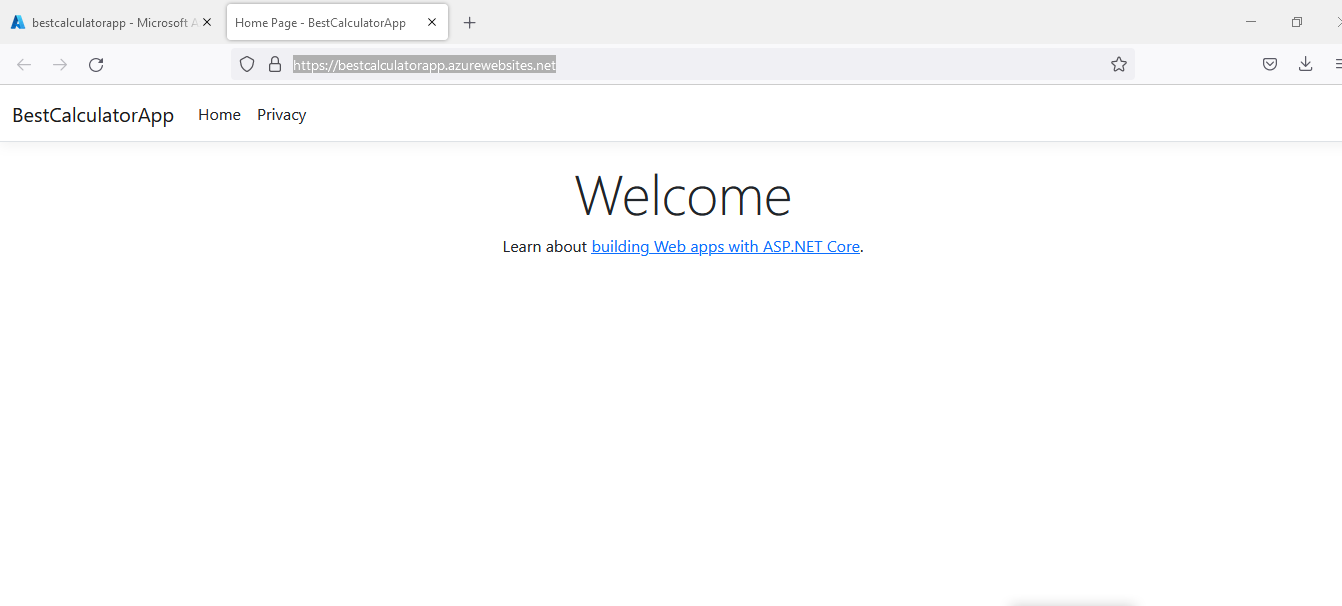 bestcalculatorapp - Microsoft A
Home Page - BestCalculatorApp
https://bestcalculatorapp.azurewebsites.net
BestCalculatorApp Home Privacy
Welcome
Learn about building Web apps with ASP.NET Core.